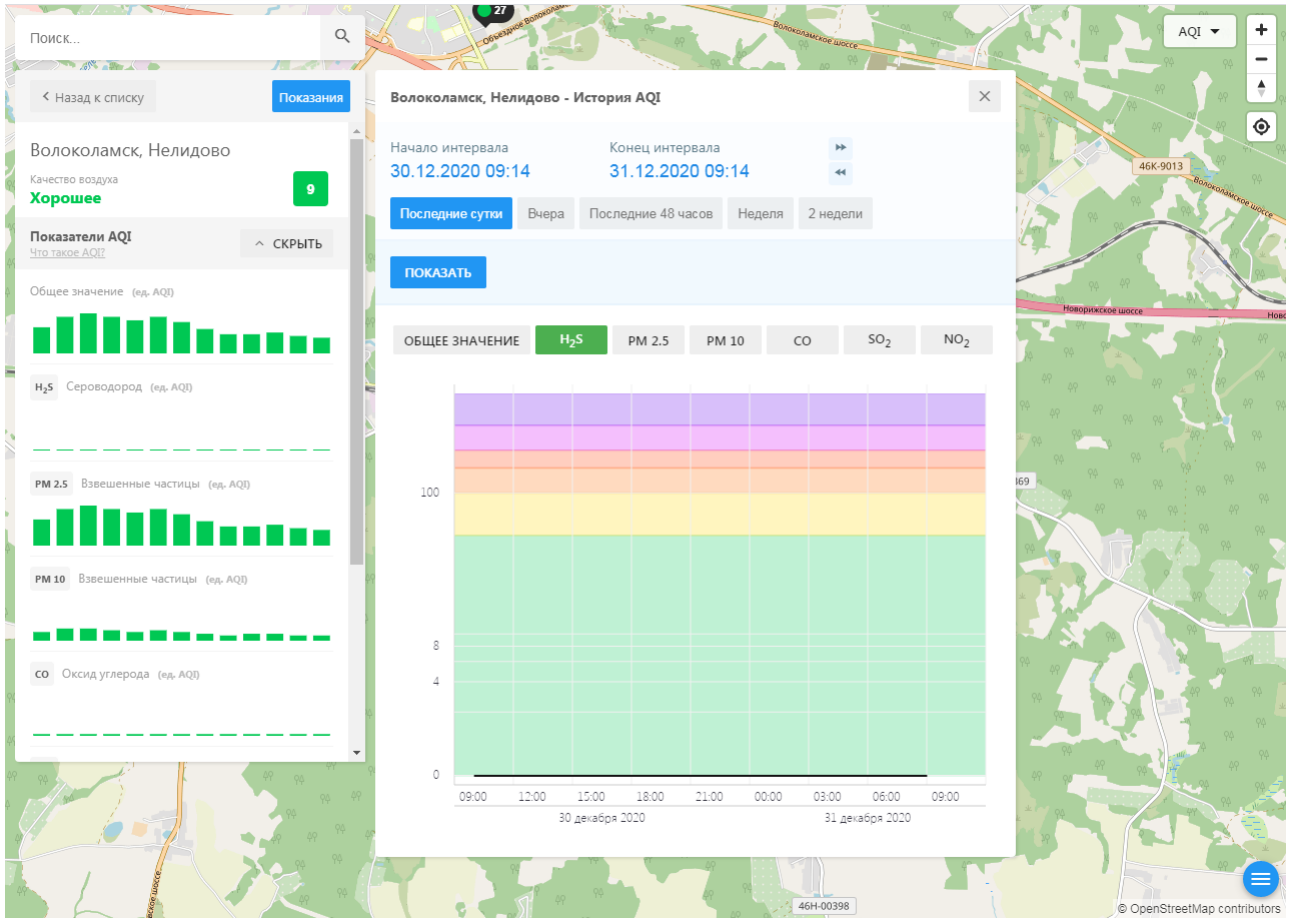 27
Объездное Волокола
Волоколамское шоссе
Поиск...
AQI
Назад к списку
Показания
Волоколамск, Нелидово
Качество воздуха
Хорошее
9
Показатели AQI
Что такое AQI?
СКРЫТЬ
Общее значение (ед. AQI)
H₂S Сероводород (ед. AQI)
PM 2.5 Взвешенные частицы (ед. AQI)
PM 10 Взвешенные частицы (ед. AQI)
CO Оксид углерода (ед. AQI)
Волоколамск, Нелидово - История AQI
Начало интервала
30.12.2020 09:14
Конец интервала
31.12.2020 09:14
Последние сутки
Вчера
Последние 48 часов
Неделя
2 недели
ПОКАЗАТЬ
ОБЩЕЕ ЗНАЧЕНИЕ
H₂S
PM 2.5
PM 10
CO
SO₂
NO₂
100
8
4
0
09:00 12:00 15:00 18:00 21:00 00:00 03:00 06:00 09:00
30 декабря 2020
31 декабря 2020
46К-9013
Волоколамское шоссе
Новорижское шоссе
Ново
369
ское шоссе
46Н-00398
© OpenStreetMap contributors